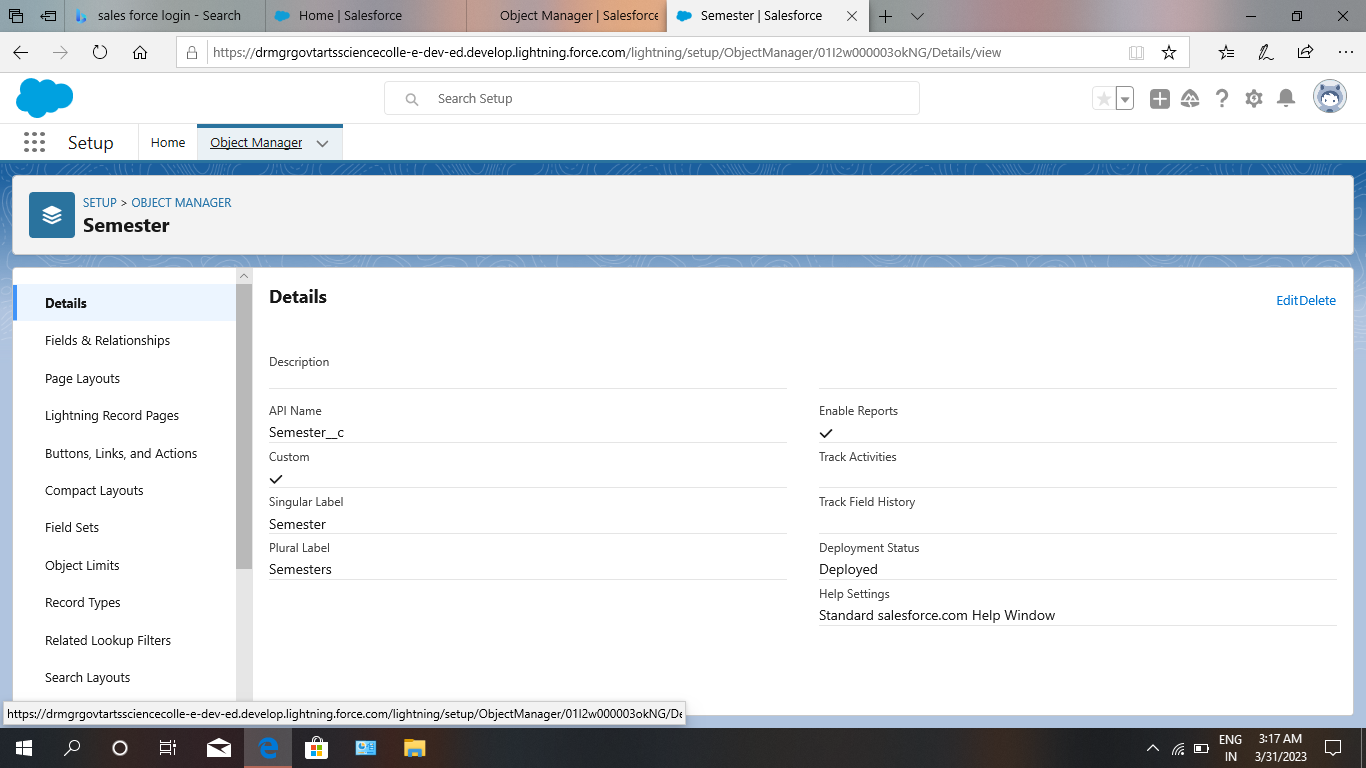 sales force login - Search
Home | Salesforce
Object Manager | Salesforce
Semester | Salesforce
https://drmgrgovtartssciencecolle-e-dev-ed.develop.lightning.force.com/lightning/setup/ObjectManager/01I2w000003okNG/Details/view
Search Setup
Setup
Home
Object Manager
SETUP > OBJECT MANAGER
Semester
Details
Fields & Relationships
Page Layouts
Lightning Record Pages
Buttons, Links, and Actions
Compact Layouts
Field Sets
Object Limits
Record Types
Related Lookup Filters
Search Layouts
Details
Edit Delete
Description
API Name
Semester__c
Custom
Singular Label
Semester
Plural Label
Semesters
Enable Reports
Track Activities
Track Field History
Deployment Status
Deployed
Help Settings
Standard salesforce.com Help Window
https://drmgrgovtartssciencecolle-e-dev-ed.develop.lightning.force.com/lightning/setup/ObjectManager/01I2w000003okNG/De
ENG
IN
3:17 AM
3/31/2023